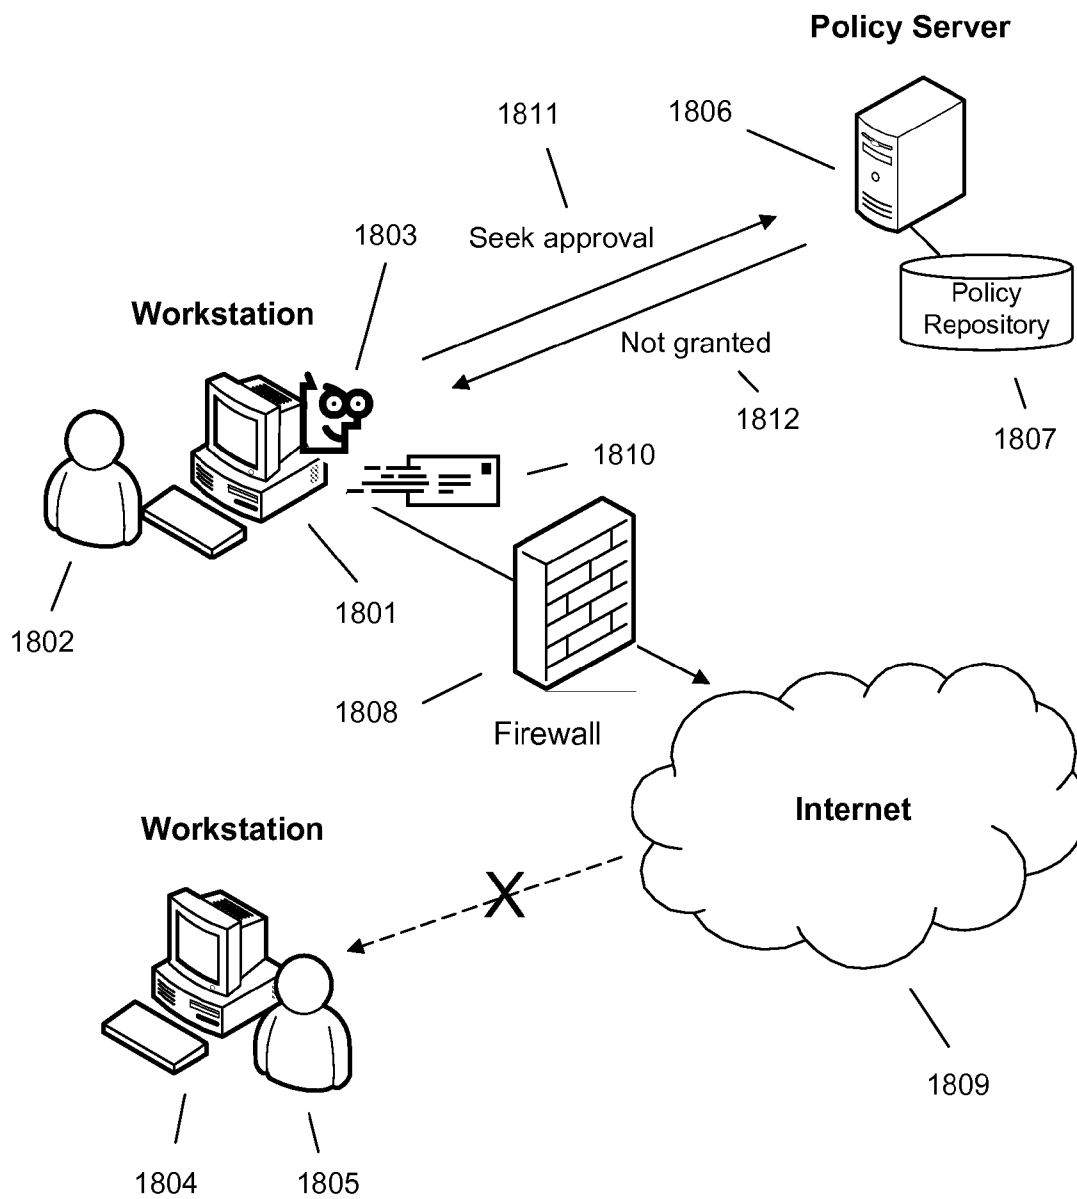 Policy Server
1811
1806
1803
Seek approval
Workstation
Policy
Repository
Not granted
1812
1807
1810
1801
1802
1808
Firewall
Internet
Workstation
1809
1804
1805